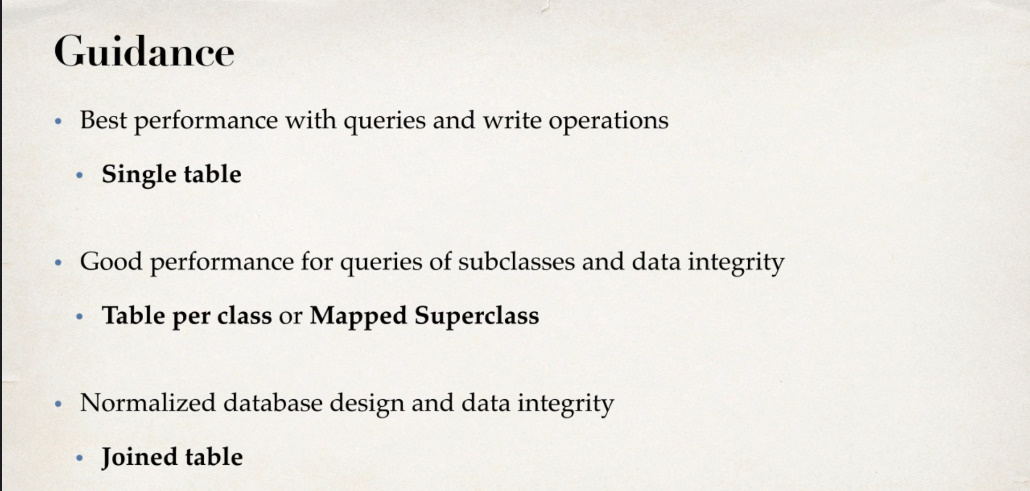 Guidance
• Best performance with queries and write operations
• Single table
• Good performance for queries of subclasses and data integrity
• Table per class or Mapped Superclass
• Normalized database design and data integrity
• Joined table